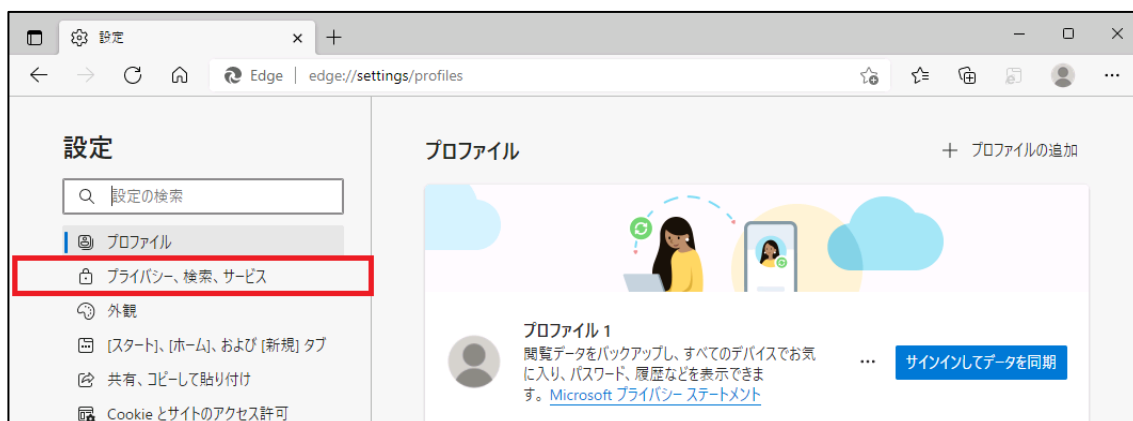 設定
Edge | edge://settings/profiles
設定
設定の検索
プロファイル
プライバシー、検索、サービス
外観
[スタート]、[ホーム]、および [新規] タブ
共有、コピーして貼り付け
Cookie とサイトのアクセス許可
プロファイル
プロファイルの追加
プロファイル 1
閲覧データをバックアップし、すべてのデバイスでお気
に入り、パスワード、履歴などを表示できま
す。Microsoft プライバシー ステートメント
サインインしてデータを同期